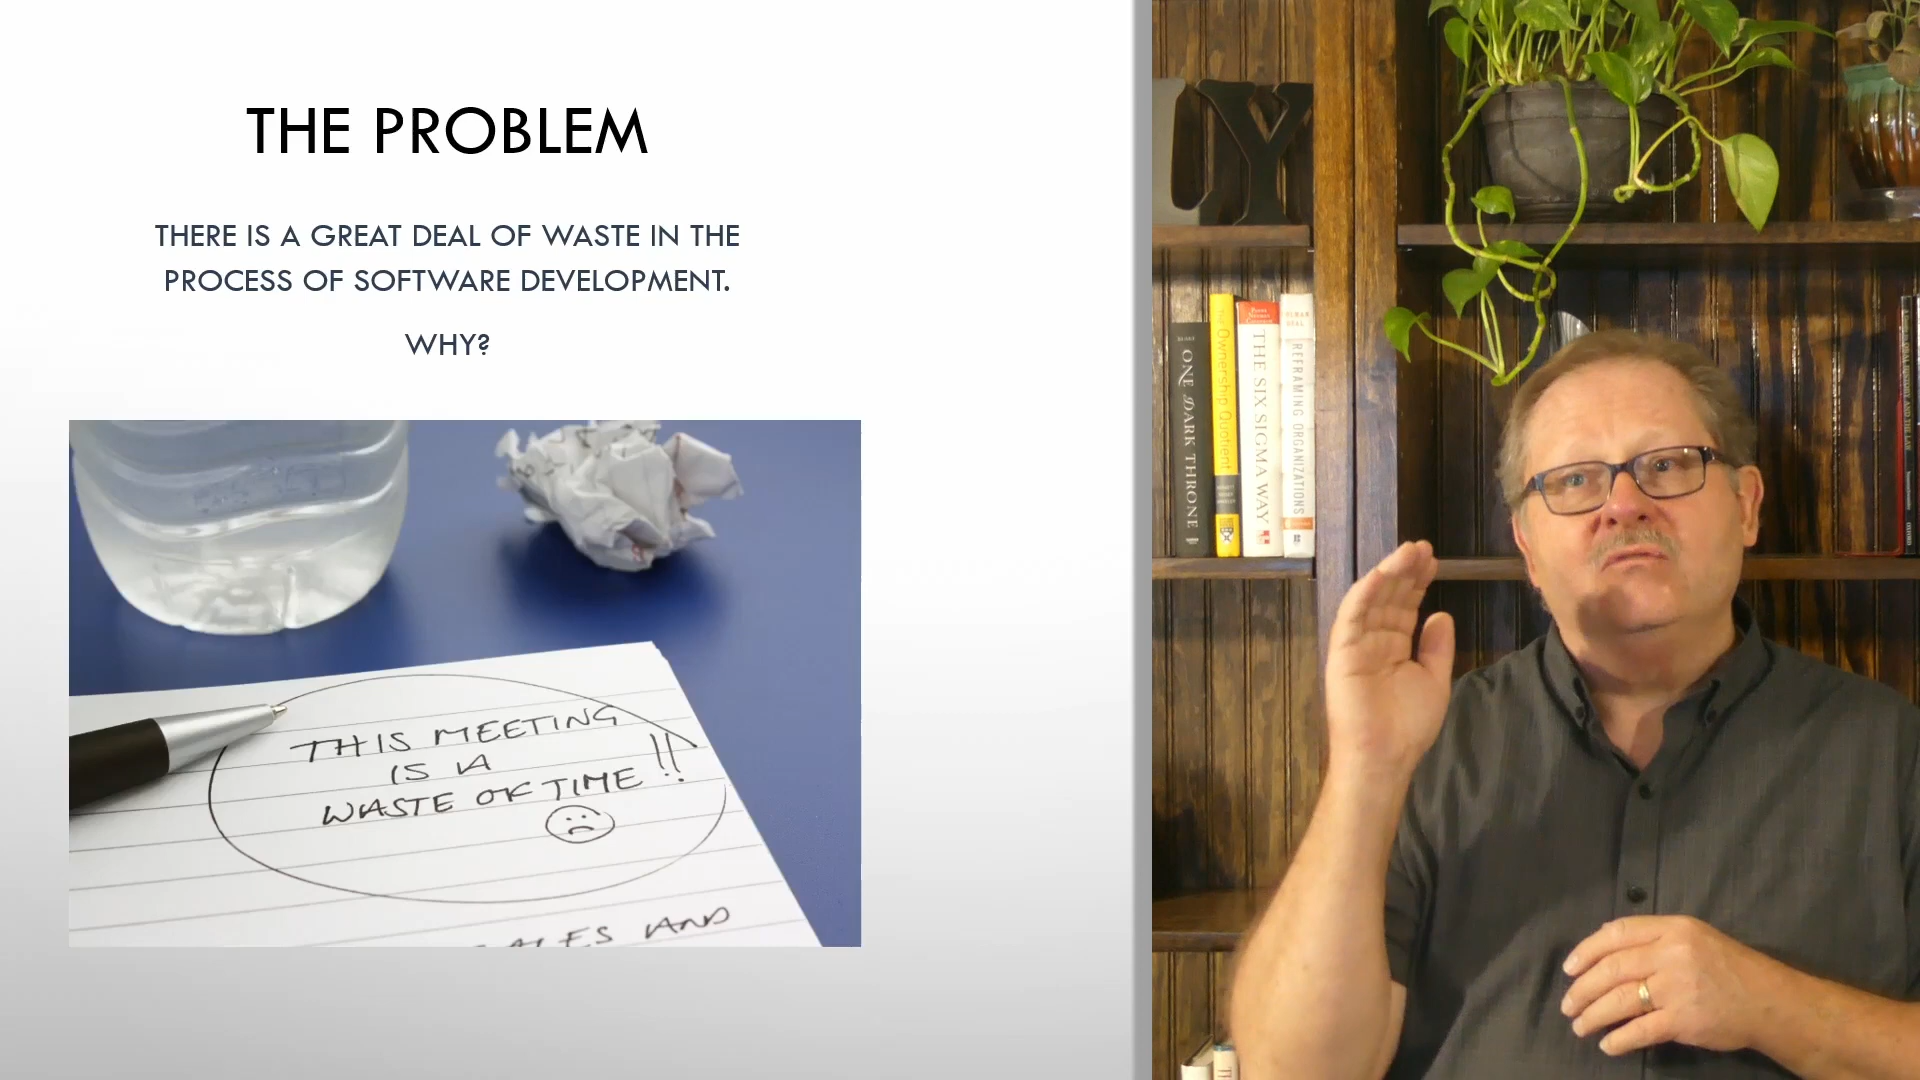 THE PROBLEM
THERE IS A GREAT DEAL OF WASTE IN THE
PROCESS OF SOFTWARE DEVELOPMENT.
WHY?
THIS MEETING
IS A
WASTE OF TIME!!
AND
Y
ONE DARK THRONE
The Ownership Quotient
THE SIX SIGMA WAY
REFRAMING ORGANIZATIONS